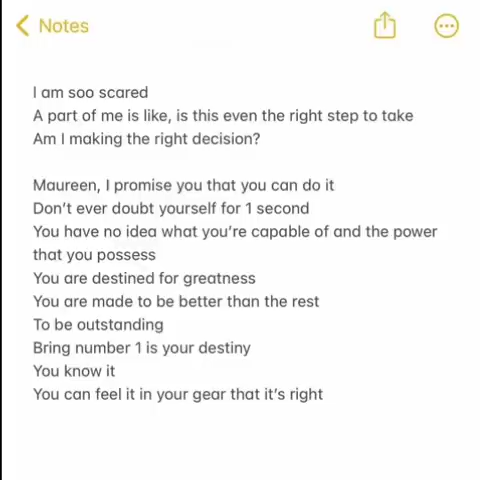 Notes
I am soo scared
A part of me is like, is this even the right step to take
Am I making the right decision?
Maureen, I promise you that you can do it
Don't ever doubt yourself for 1 second
You have no idea what you're capable of and the power
that you possess
You are destined for greatness
You are made to be better than the rest
To be outstanding
Bring number 1 is your destiny
You know it
You can feel it in your gear that it's right